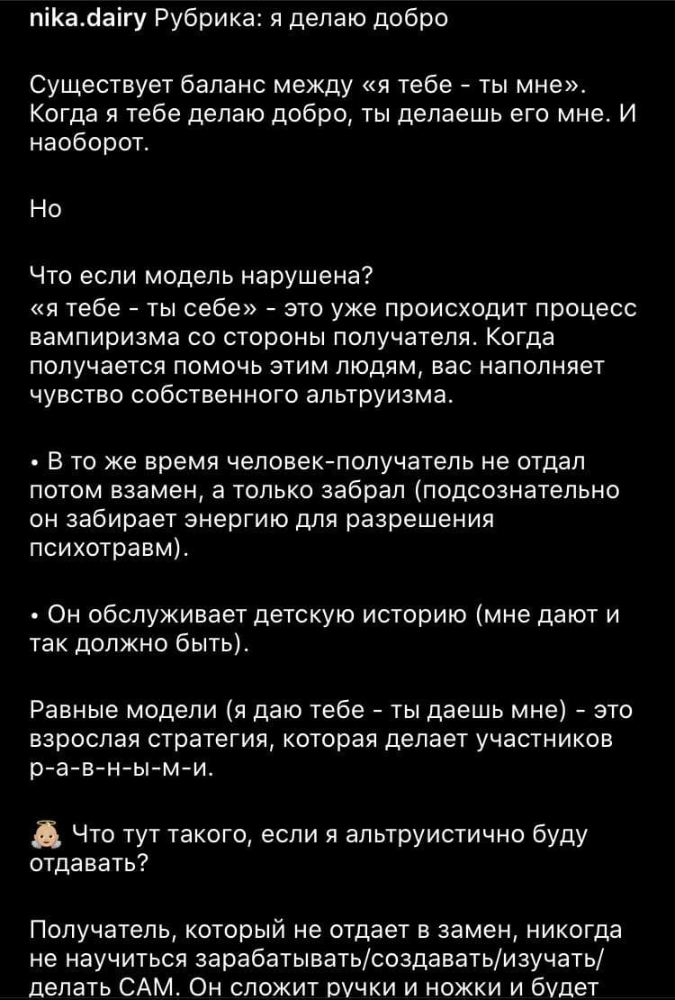 nika.dairy Рубрика: я делаю добро
Существует баланс между «я тебе - ты мне».
Когда я тебе делаю добро, ты делаешь его мне. И
наоборот.
Но
Что если модель нарушена?
«я тебе - ты себе» - это уже происходит процесс
вампиризма со стороны получателя. Когда
получается помочь этим людям, вас наполняет
чувство собственного альтруизма.
• В то же время человек-получатель не отдал
потом взамен, а только забрал (подсознательно
он забирает энергию для разрешения
психотравм).
• Он обслуживает детскую историю (мне дают и
так должно быть).
Равные модели (я даю тебе - ты даешь мне) - это
взрослая стратегия, которая делает участников
р-а-в-н-ы-м-и.
👼🏼 Что тут такого, если я альтруистично буду
отдавать?
Получатель, который не отдает в замен, никогда
не научиться зарабатывать/создавать/изучать/
делать САМ. Он сложит ручки и ножки и будет